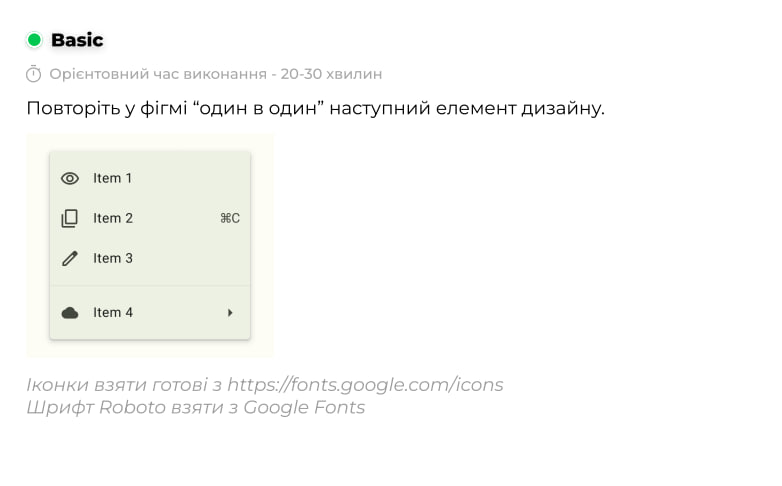 Basic
Орієнтовний час виконання - 20-30 хвилин
Повторіть у фігмі “один в один” наступний елемент дизайну.
Item 1
Item 2 ⌘C
Item 3
Item 4
Іконки взяти готові з https://fonts.google.com/icons
Шрифт Roboto взяти з Google Fonts